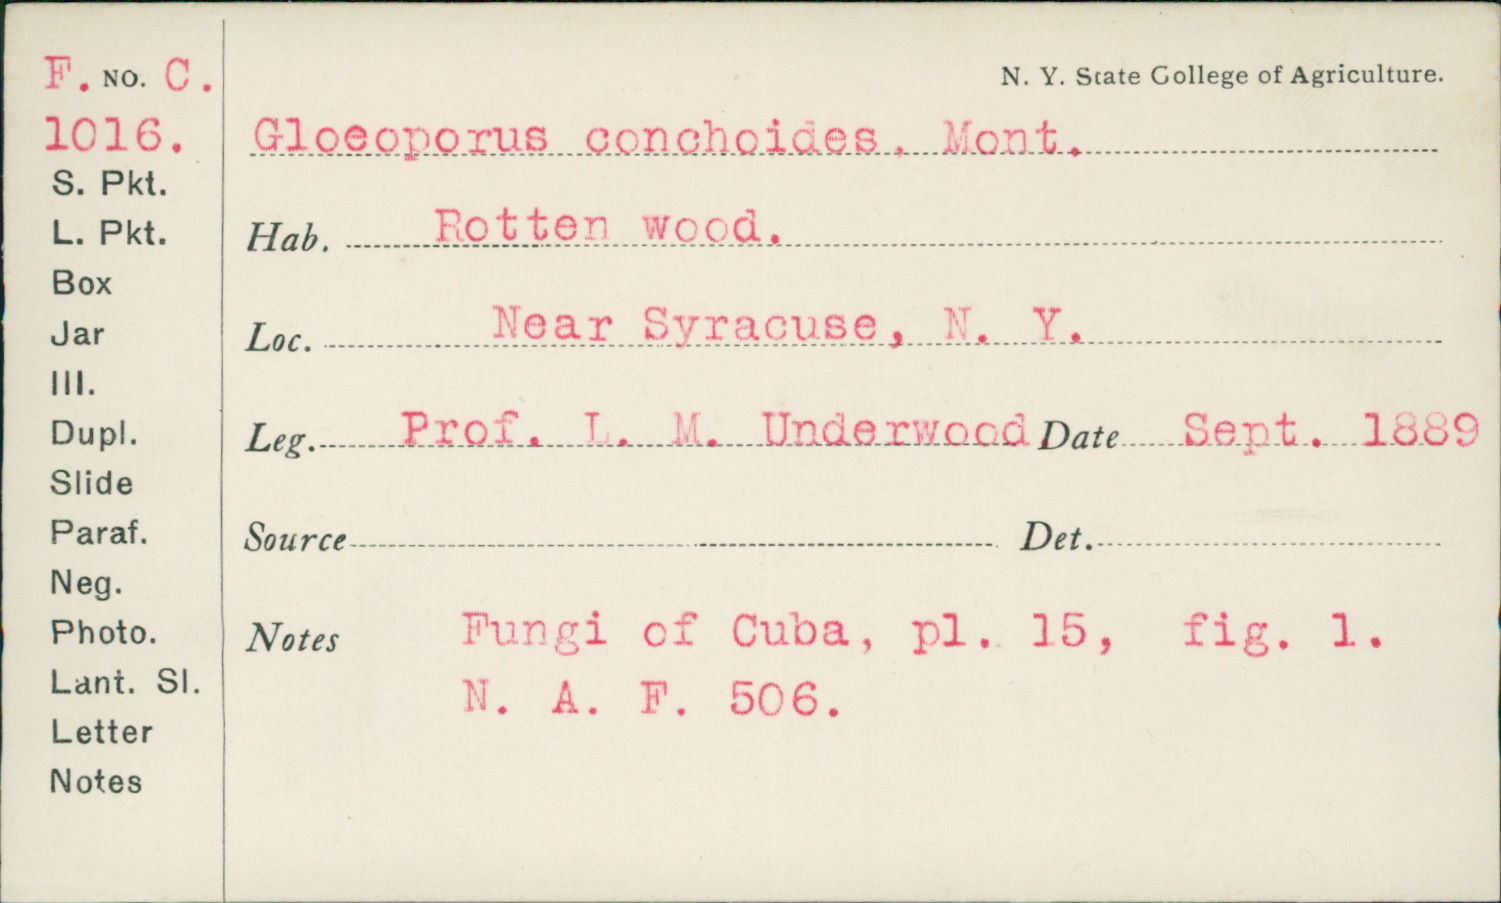 F. NO. C.
1016.
S. Pkt.
L. Pkt.
Box
Jar
Ill.
Dupl.
Slide
Paraf.
Neg.
Photo.
Lant. Sl.
Letter
Notes
N. Y. State College of Agriculture.
Gloeoporus conchoides, Mont.
Hab. Rotten wood.
Loc. Near Syracuse, N. Y.
Leg. Prof. L. M. Underwood Date Sept. 1889
Source Det.
Notes Fungi of Cuba, pl. 15, fig. 1.
N. A. F. 506.